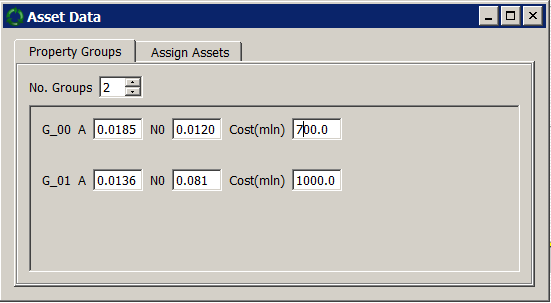 Asset Data
Property Groups Assign Assets
No. Groups 2
G_00 A 0.0185 N0 0.0120 Cost(mln) 700.0
G_01 A 0.0136 N0 0.081 Cost(mln) 1000.0